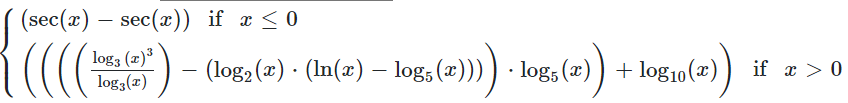 { (sec(x) − sec(x)) if x ≤ 0
((((log₃ (x)³ / log₃(x)) − (log₂(x) · (ln(x) − log₅(x)))) · log₅(x)) + log₁₀(x)) if x > 0